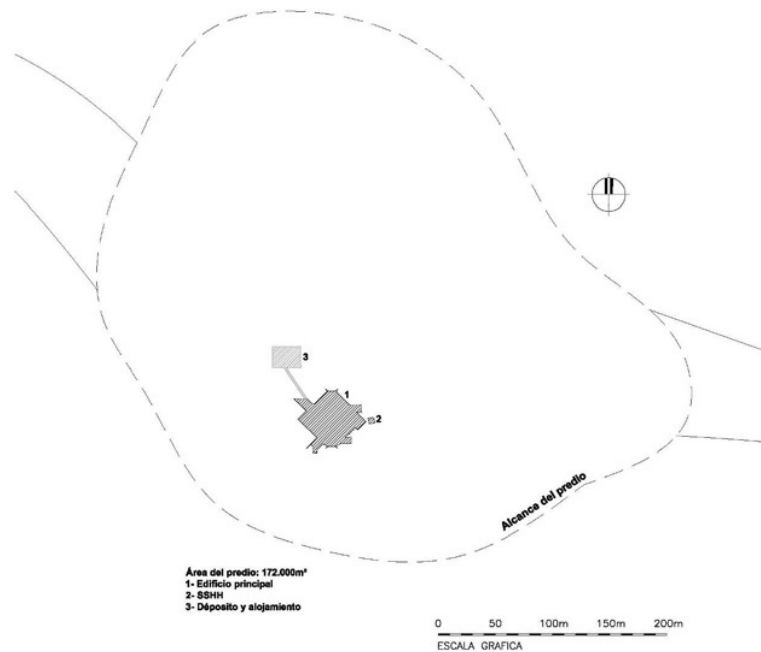 3
1
2
Alcance del predio
Área del predio: 172.000m²
1- Edificio principal
2- SSHH
3- Déposito y alojamiento
0 50 100m 150m 200m
ESCALA GRAFICA